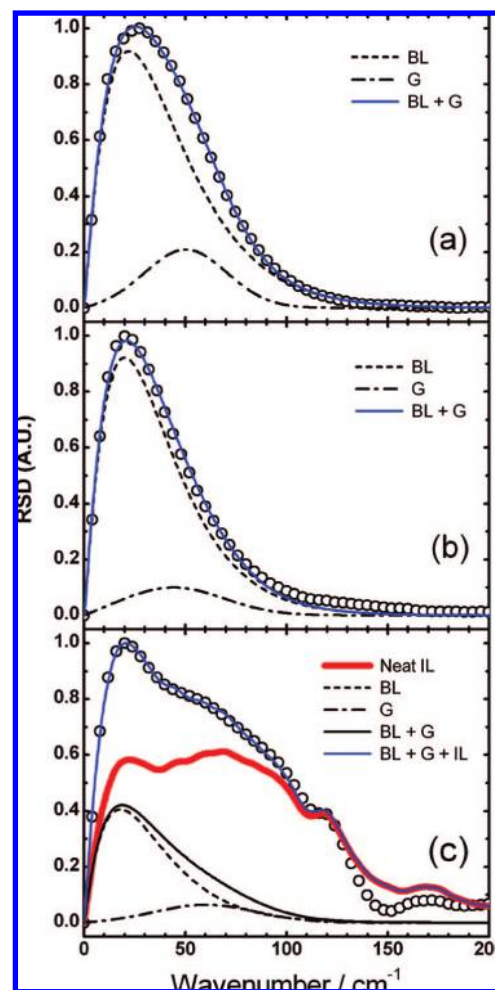 1.0
0.8
0.6
0.4
0.2
0.0
BL
G
BL + G
(a)
1.0
0.8
0.6
0.4
0.2
0.0
BL
G
BL + G
(b)
RSD (A.U.)
1.0
0.8
0.6
0.4
0.2
0.0
Neat IL
BL
G
BL + G
BL + G + IL
(c)
0 50 100 150 200
Wavenumber / cm⁻¹